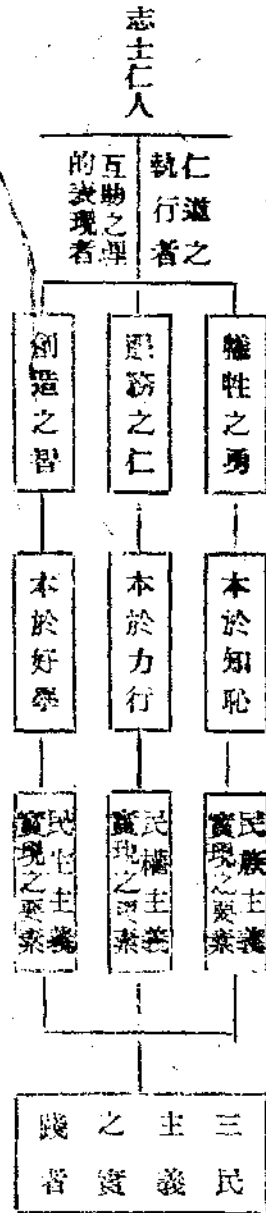 志士仁人
仁道之
執行者
互助之理
的表現者
犧牲之勇
服務之仁
創造之智
本於知恥
本於力行
本於好學
民族主義
實現之要素
民權主義
實現之要素
民生主義
實現之要素
三民
主義
之實
踐者